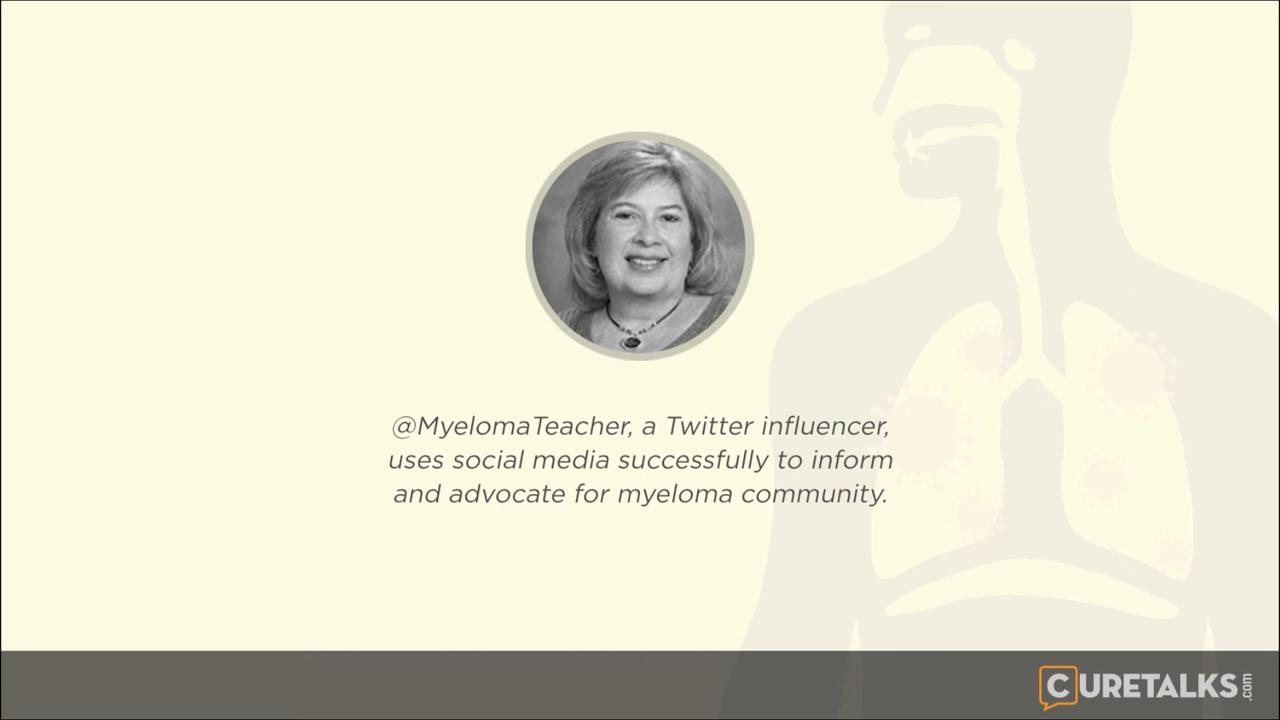 @MyelomaTeacher, a Twitter influencer,
uses social media successfully to inform
and advocate for myeloma community.
CURETALKS.com